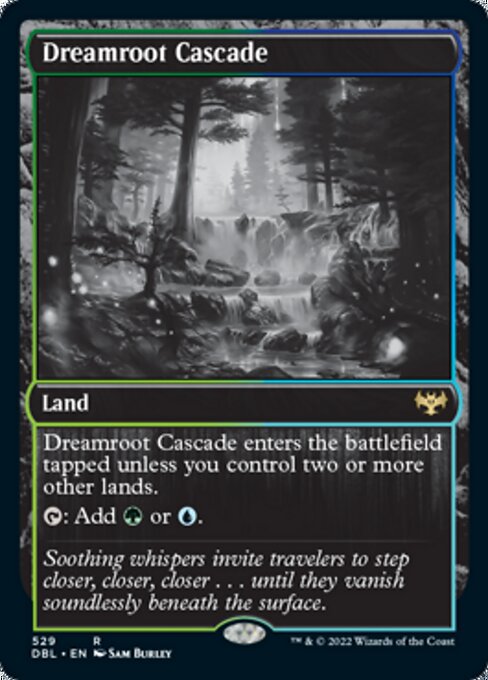 Dreamroot Cascade
Land
Dreamroot Cascade enters the battlefield
tapped unless you control two or more
other lands.
: Add or .
Soothing whispers invite travelers to step
closer, closer, closer . . . until they vanish
soundlessly beneath the surface.
529 R
DBL • EN Sam Burley
™ & © 2022 Wizards of the Coast